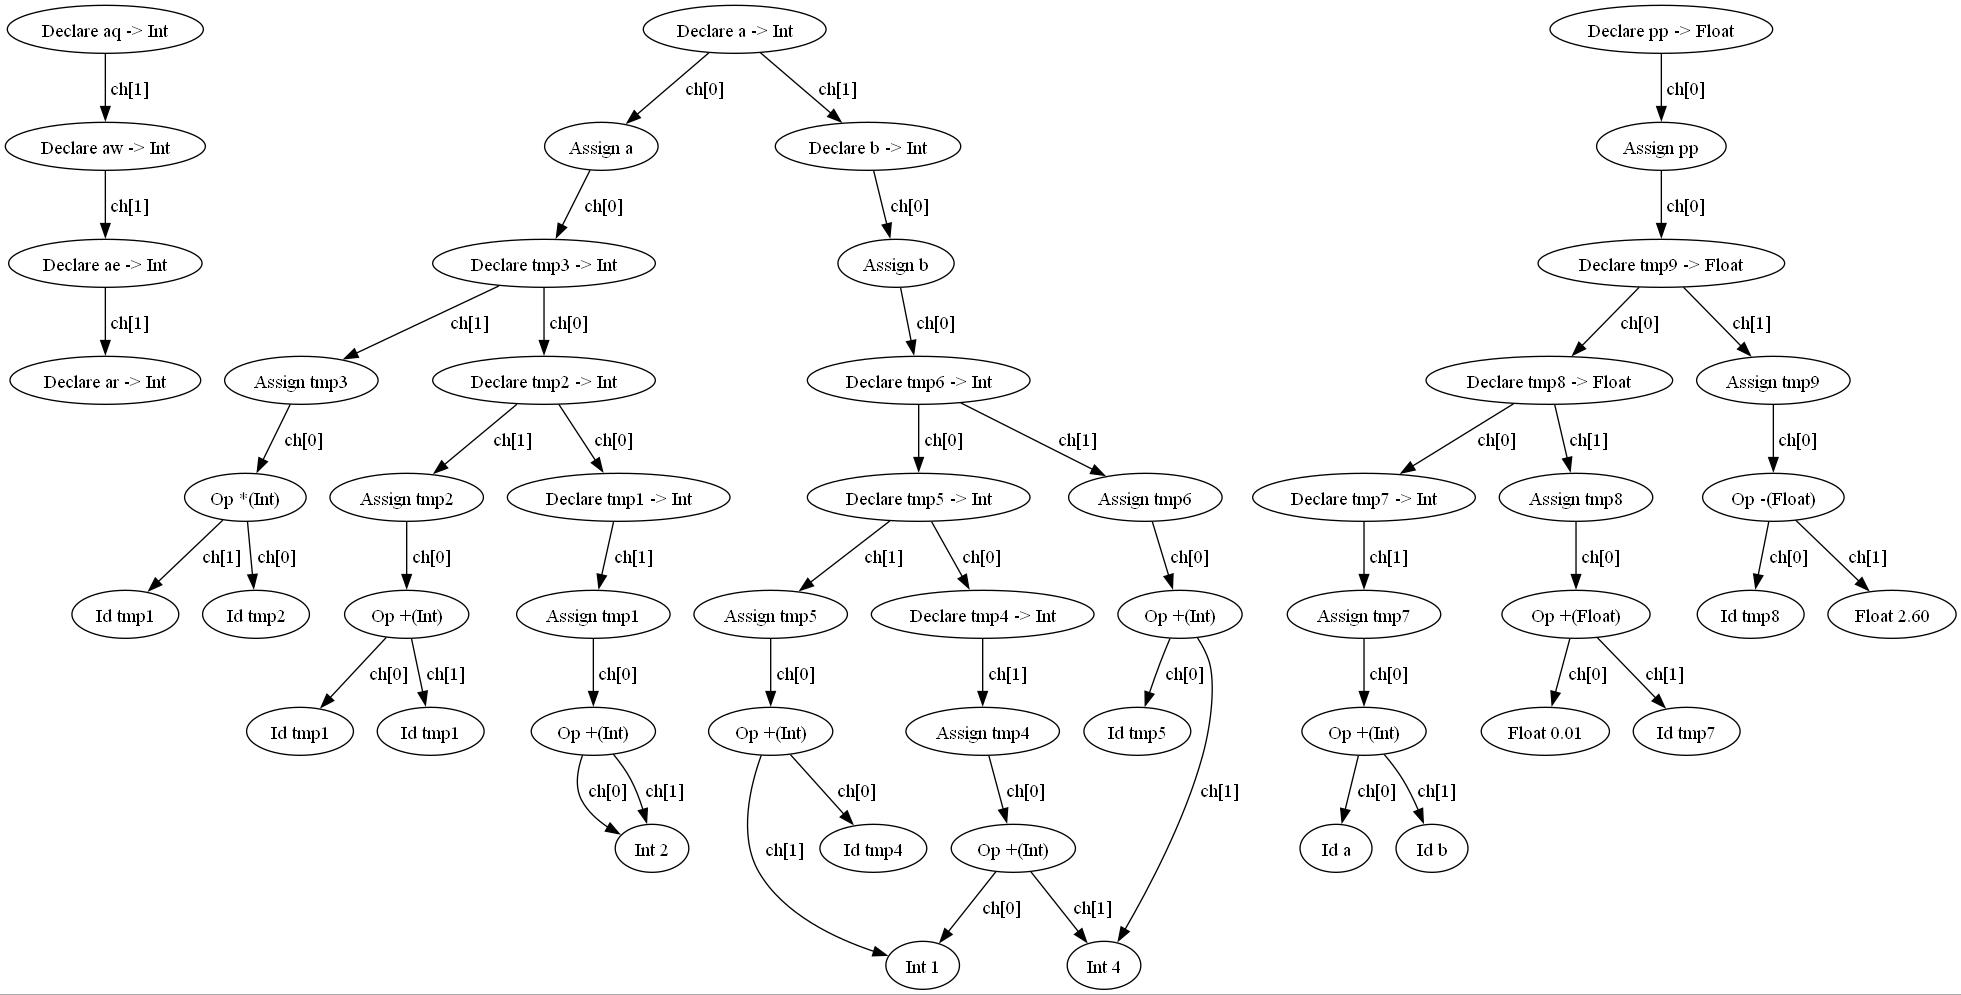 Declare aq -> Int
Declare a -> Int
Declare pp -> Float
ch[1]
ch[0]
ch[1]
ch[0]
Declare aw -> Int
Assign a
Declare b -> Int
Assign pp
ch[1]
ch[0]
ch[0]
ch[0]
Declare ae -> Int
Declare tmp3 -> Int
Assign b
Declare tmp9 -> Float
ch[1]
ch[1]
ch[0]
ch[0]
ch[0]
ch[1]
Declare ar -> Int
Assign tmp3
Declare tmp2 -> Int
Declare tmp6 -> Int
Declare tmp8 -> Float
Assign tmp9
ch[0]
ch[1]
ch[0]
ch[0]
ch[1]
ch[0]
ch[1]
ch[0]
Op *(Int)
Assign tmp2
Declare tmp1 -> Int
Declare tmp5 -> Int
Assign tmp6
Declare tmp7 -> Int
Assign tmp8
Op -(Float)
ch[1]
ch[0]
ch[0]
ch[1]
ch[1]
ch[0]
ch[0]
ch[1]
ch[0]
ch[0]
ch[1]
Id tmp1
Id tmp2
Op +(Int)
Assign tmp1
Assign tmp5
Declare tmp4 -> Int
Op +(Int)
Assign tmp7
Op +(Float)
Id tmp8
Float 2.60
ch[0]
ch[1]
ch[0]
ch[0]
ch[1]
ch[0]
ch[0]
ch[0]
ch[1]
Id tmp1
Id tmp1
Op +(Int)
Op +(Int)
Assign tmp4
Id tmp5
Op +(Int)
Float 0.01
Id tmp7
ch[0]
ch[1]
ch[0]
ch[0]
ch[1]
ch[0]
ch[1]
Int 2
ch[1]
Id tmp4
Op +(Int)
Id a
Id b
ch[0]
ch[1]
Int 1
Int 4